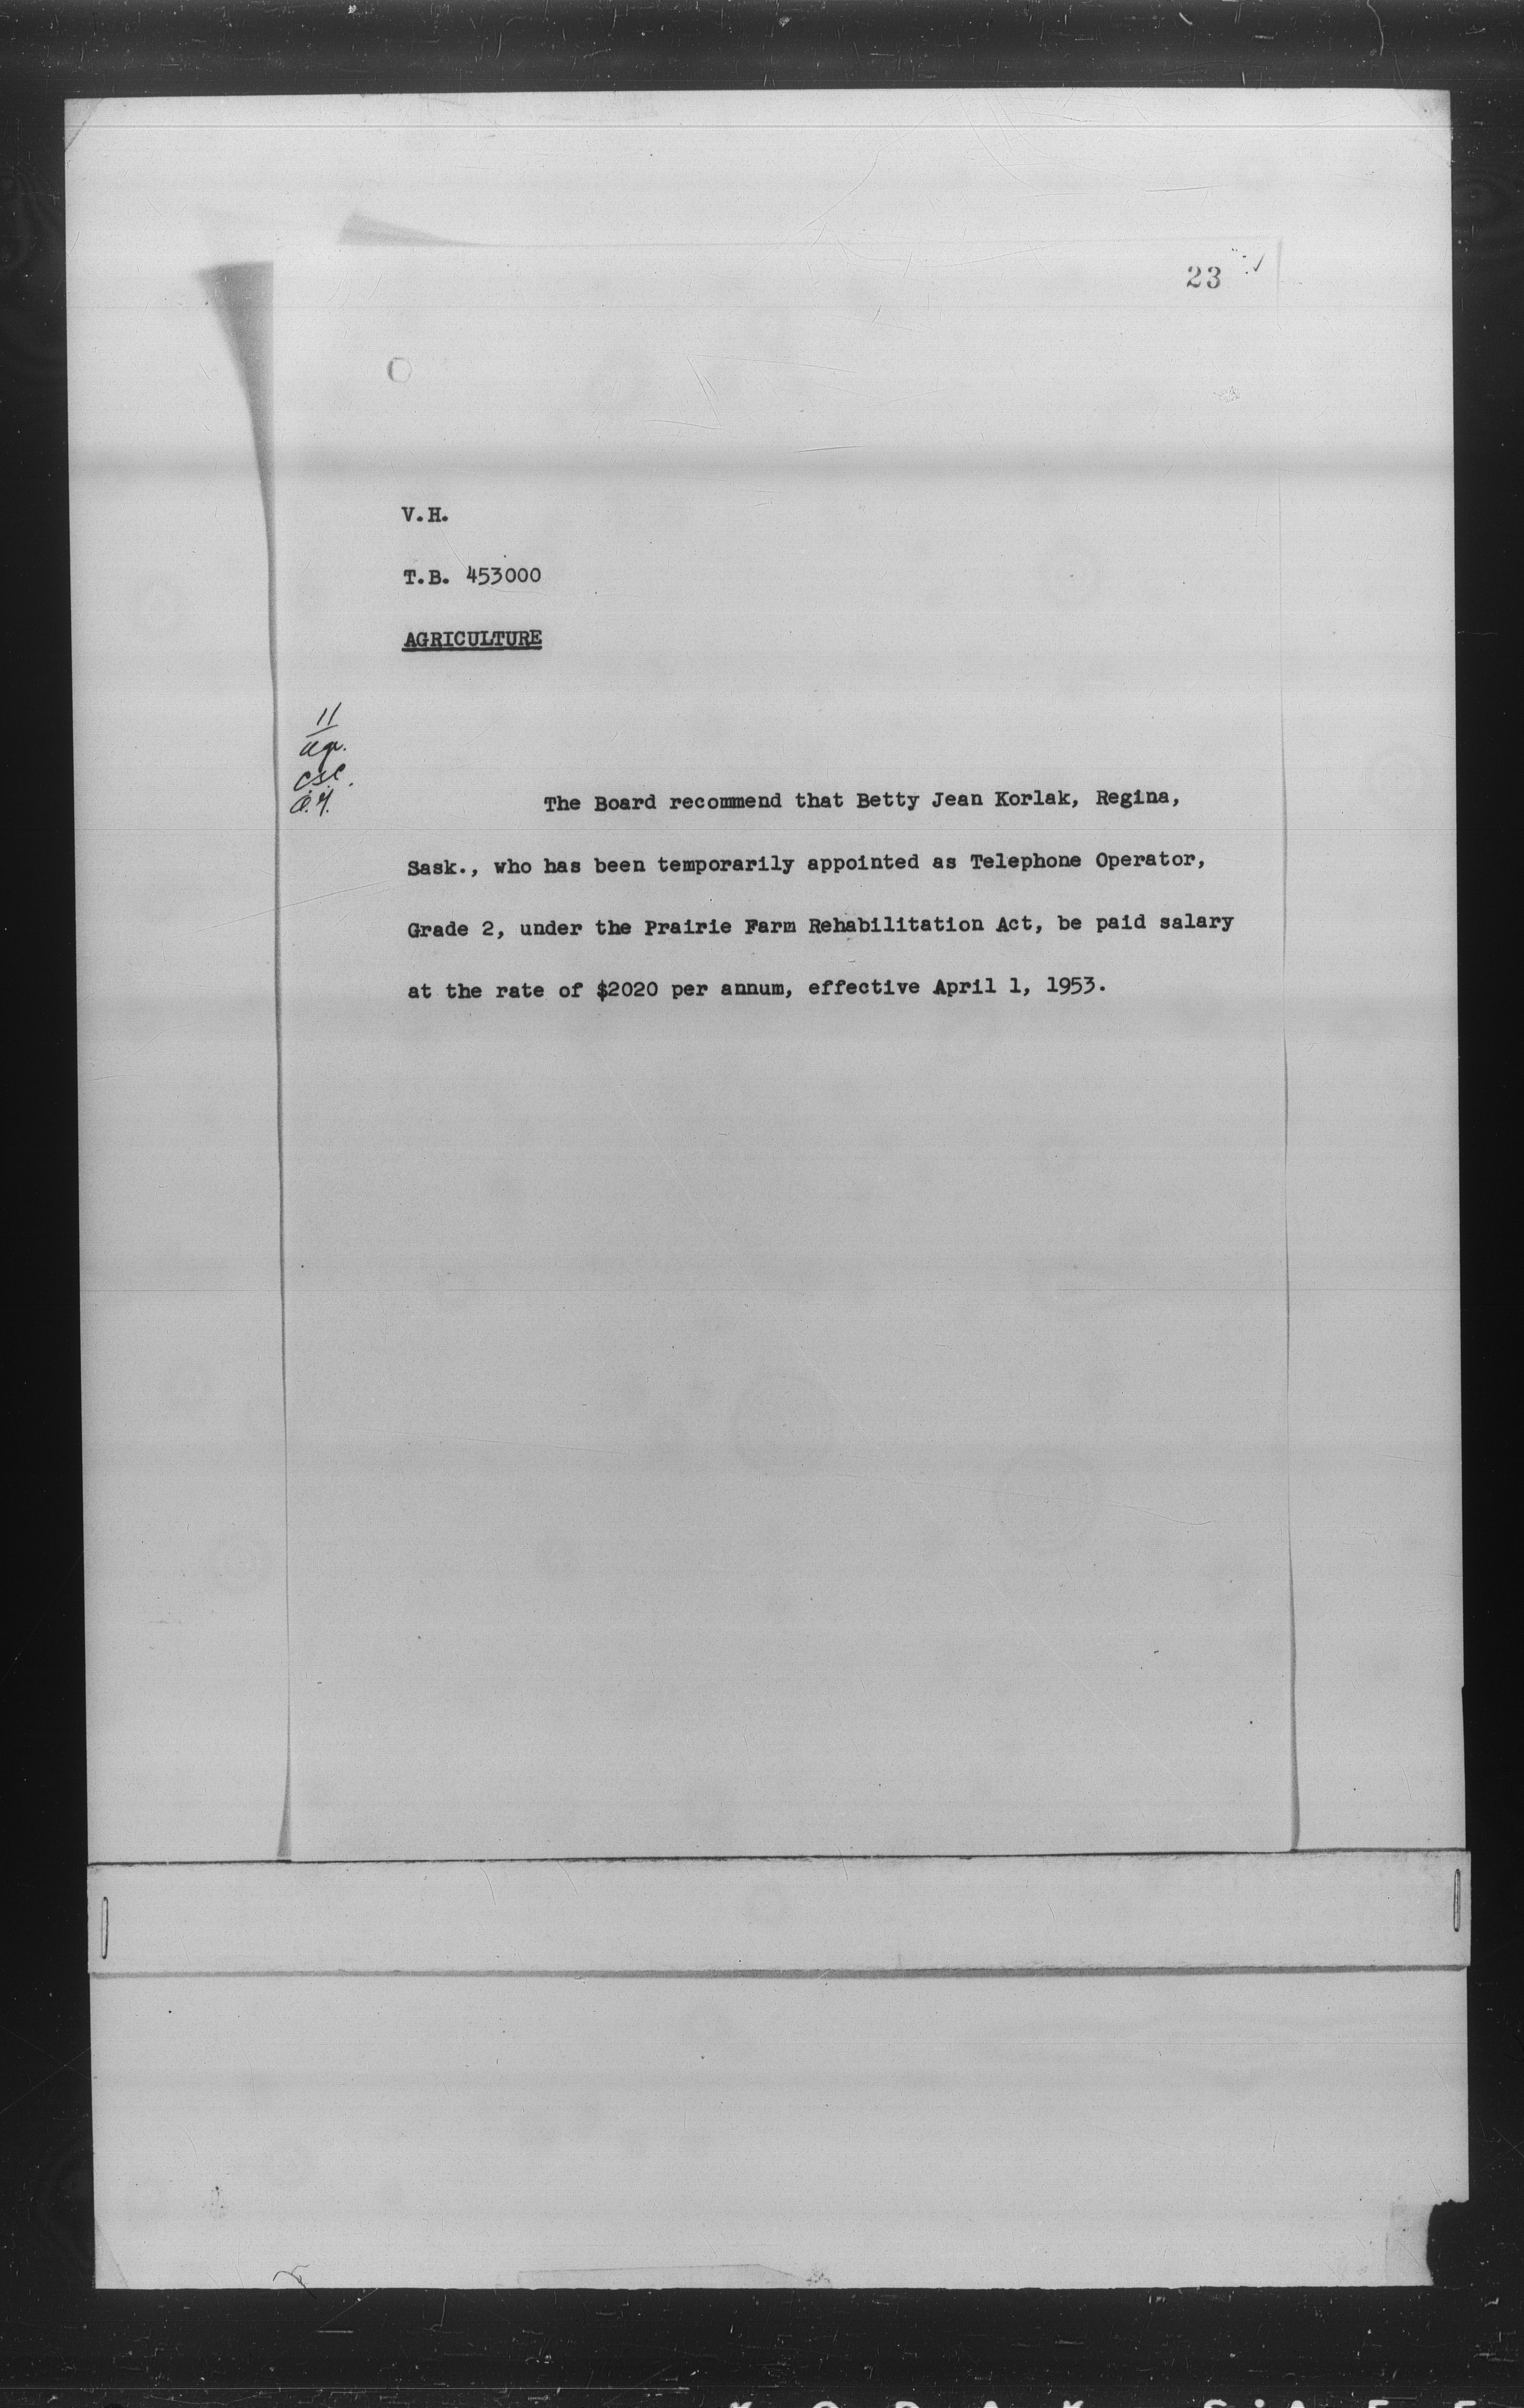 23
V.H.
T.B. 453000
AGRICULTURE
11
csc.
The Board recommend that Betty Jean Korlak, Regina,
Sask., who has been temporarily appointed as Telephone Operator,
Grade 2, under the Prairie Farm Rehabilitation Act, be paid salary
at the rate of $2020 per annum, effective April 1, 1953.